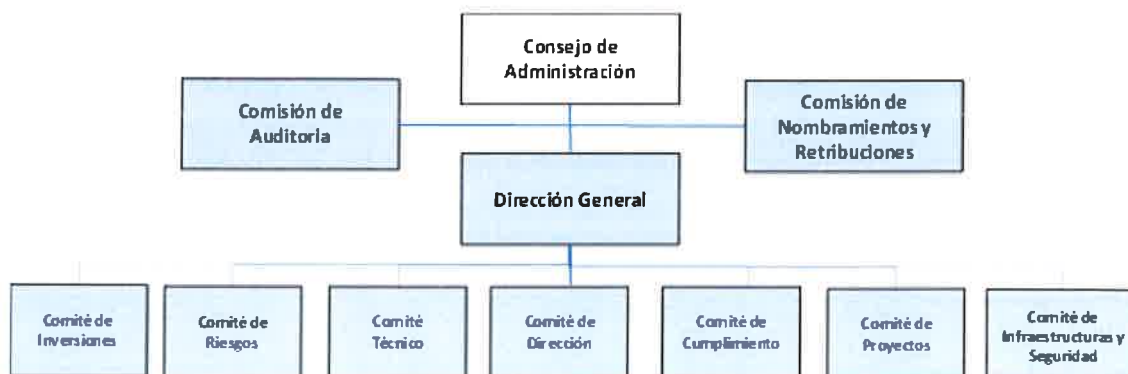 Consejo de
Administración
Comisión de
Auditoria
Comisión de
Nombramientos y
Retribuciones
Dirección General
Comité de
Inversiones
Comité de
Riesgos
Comité
Técnico
Comité de
Dirección
Comité de
Cumplimiento
Comité de
Proyectos
Comité de
Infraestructuras y
Seguridad